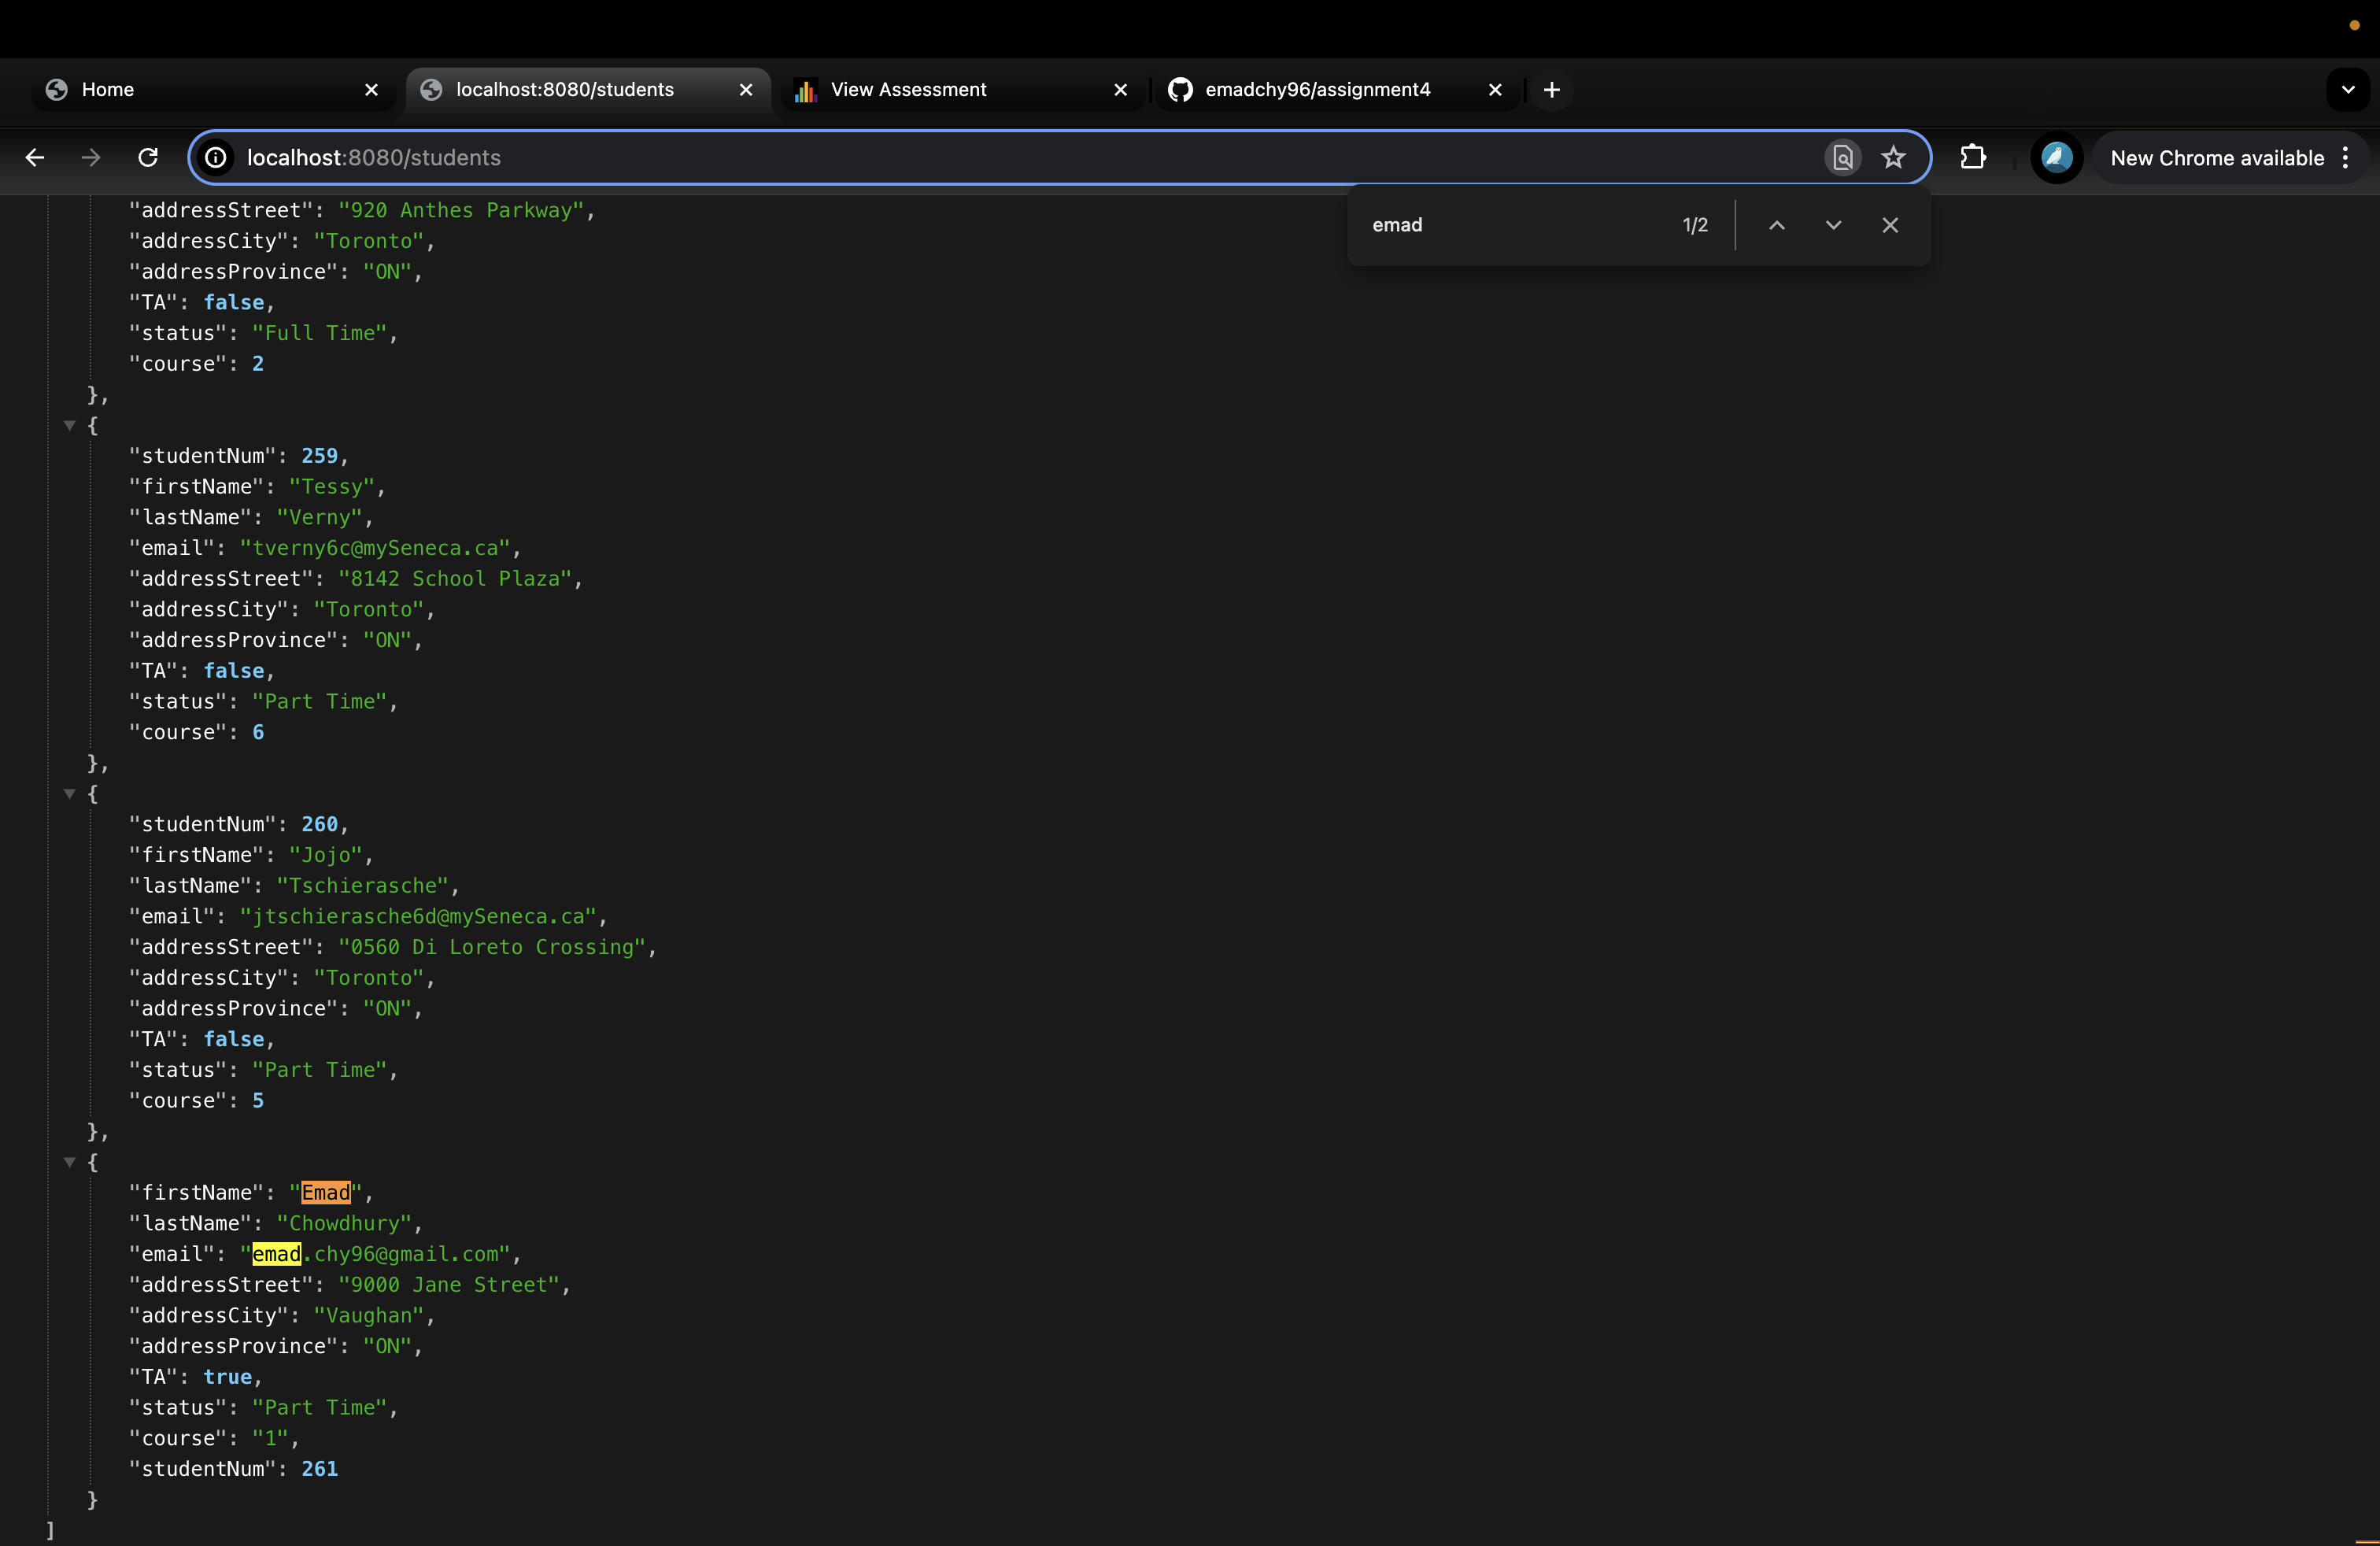 Home
localhost:8080/students
View Assessment
emadchy96/assignment4
localhost:8080/students
New Chrome available
emad
1/2
"addressStreet": "920 Anthes Parkway",
"addressCity": "Toronto",
"addressProvince": "ON",
"TA": false,
"status": "Full Time",
"course": 2
},
{
"studentNum": 259,
"firstName": "Tessy",
"lastName": "Verny",
"email": "tverny6c@mySeneca.ca",
"addressStreet": "8142 School Plaza",
"addressCity": "Toronto",
"addressProvince": "ON",
"TA": false,
"status": "Part Time",
"course": 6
},
{
"studentNum": 260,
"firstName": "Jojo",
"lastName": "Tschierasche",
"email": "jtschierasche6d@mySeneca.ca",
"addressStreet": "0560 Di Loreto Crossing",
"addressCity": "Toronto",
"addressProvince": "ON",
"TA": false,
"status": "Part Time",
"course": 5
},
{
"firstName": "Emad",
"lastName": "Chowdhury",
"email": "emad.chy96@gmail.com",
"addressStreet": "9000 Jane Street",
"addressCity": "Vaughan",
"addressProvince": "ON",
"TA": true,
"status": "Part Time",
"course": "1",
"studentNum": 261
}
]